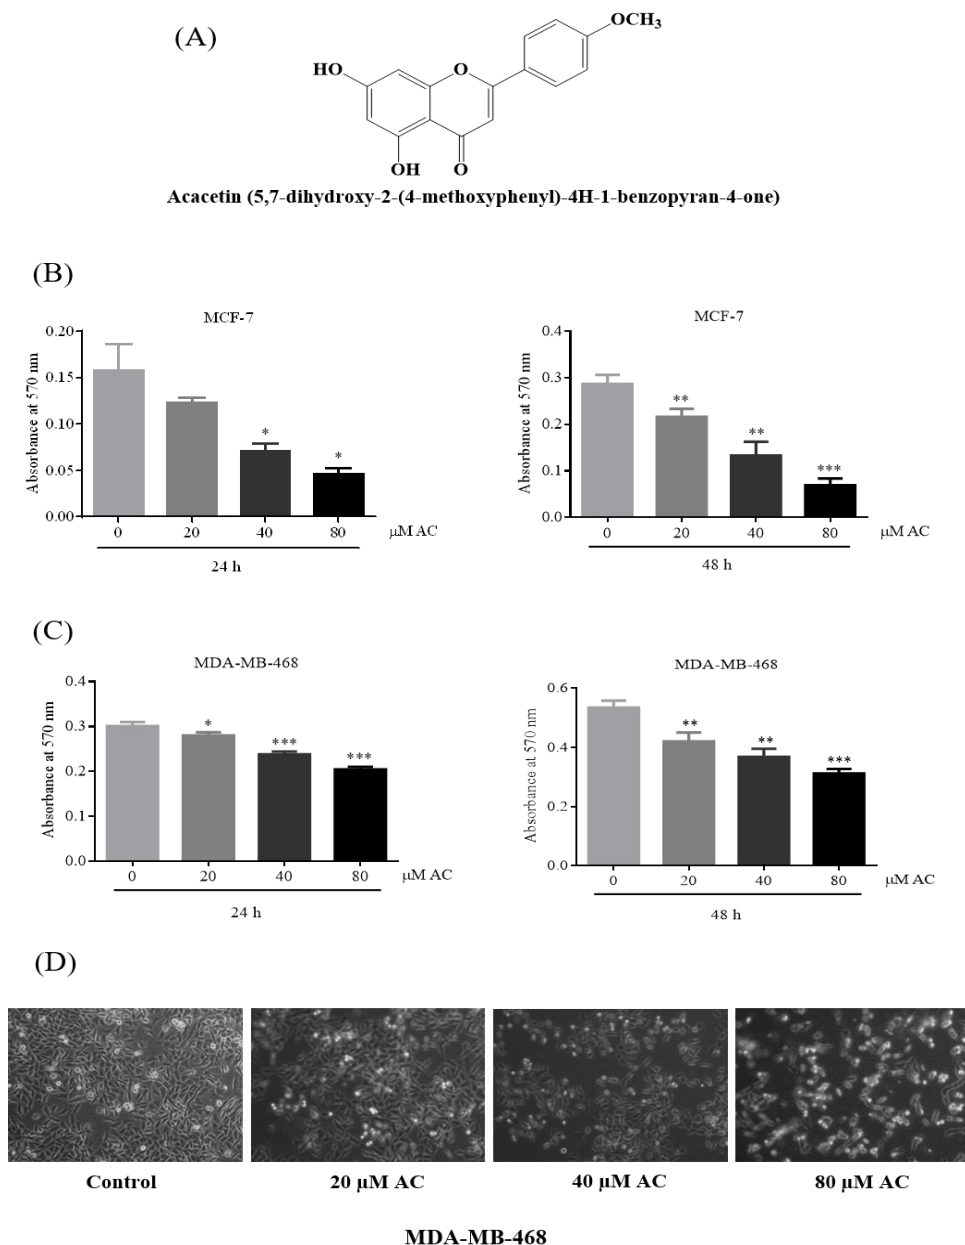 (A)
OCH3
HO
O
OH
O
Acacetin (5,7-dihydroxy-2-(4-methoxyphenyl)-4H-1-benzopyran-4-one)
(B)
MCF-7
Absorbance at 570 nm
0.20
0.15
0.10
0.05
0.00
*
*
0
20
40
80
μM AC
24 h
MCF-7
Absorbance at 570 nm
0.4
0.3
0.2
0.1
0.0
**
**
***
0
20
40
80
μM AC
48 h
(C)
MDA-MB-468
Absorbance at 570 nm
0.4
0.3
0.2
0.1
0.0
*
***
***
0
20
40
80
μM AC
24 h
MDA-MB-468
Absorbance at 570 nm
0.6
0.4
0.2
0.0
**
**
***
0
20
40
80
μM AC
48 h
(D)
Control
20 μM AC
40 μM AC
80 μM AC
MDA-MB-468